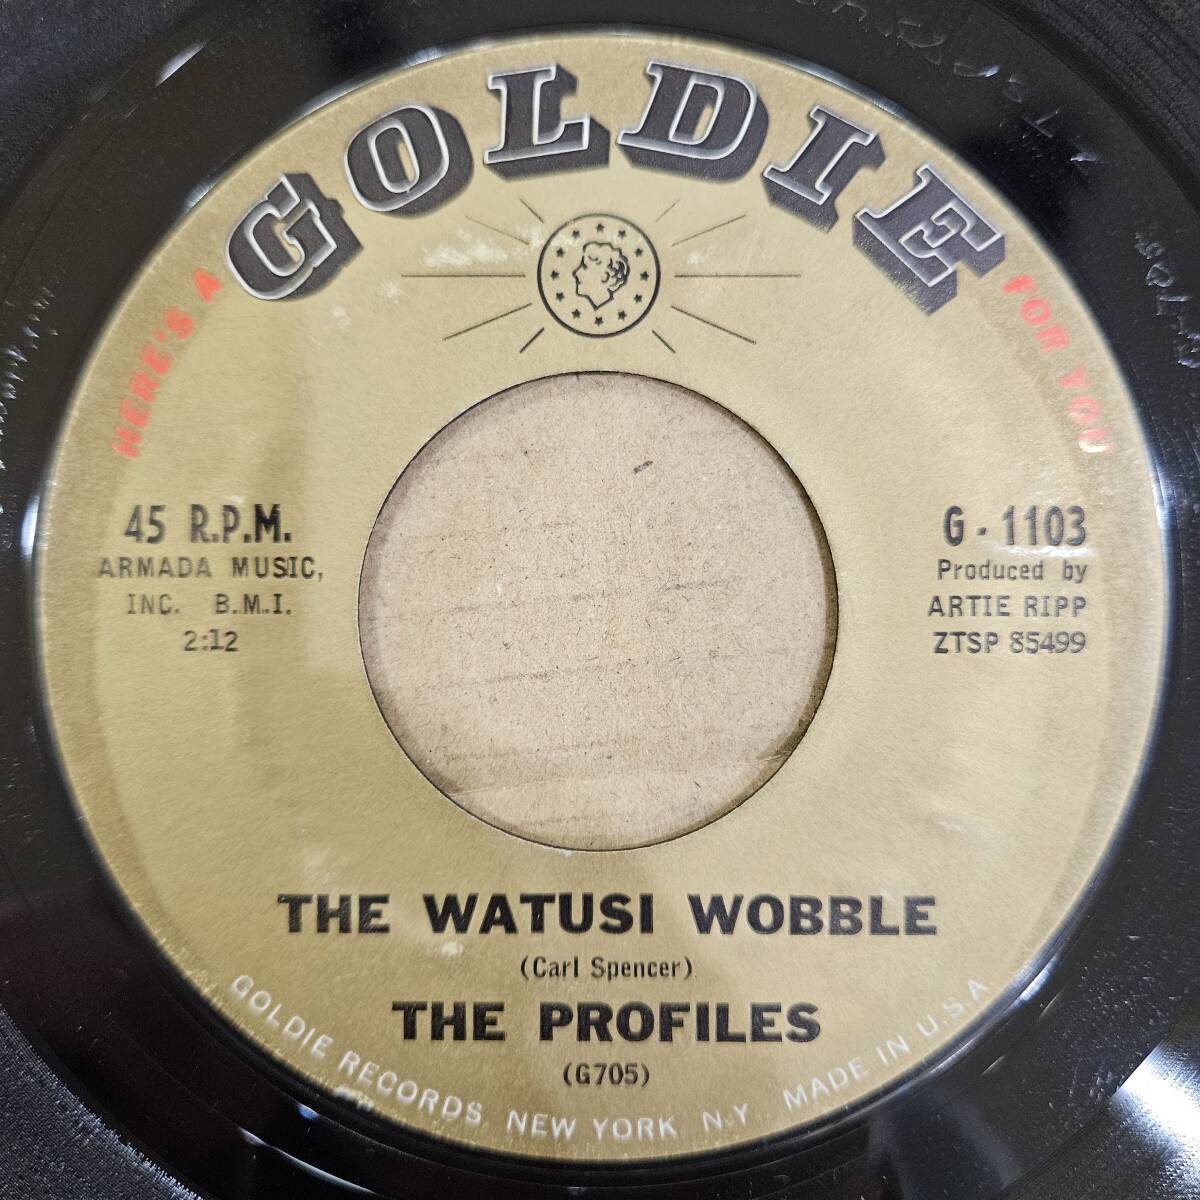 HERE'S A
GOLDIE
FOR YOU
45 R.P.M.
ARMADA MUSIC,
INC. B.M.I.
2:12
G - 1103
Produced by
ARTIE RIPP
ZTSP 85499
THE WATUSI WOBBLE
(Carl Spencer)
THE PROFILES
(G705)
GOLDIE RECORDS, NEW YORK N.Y. MADE IN U.S.A